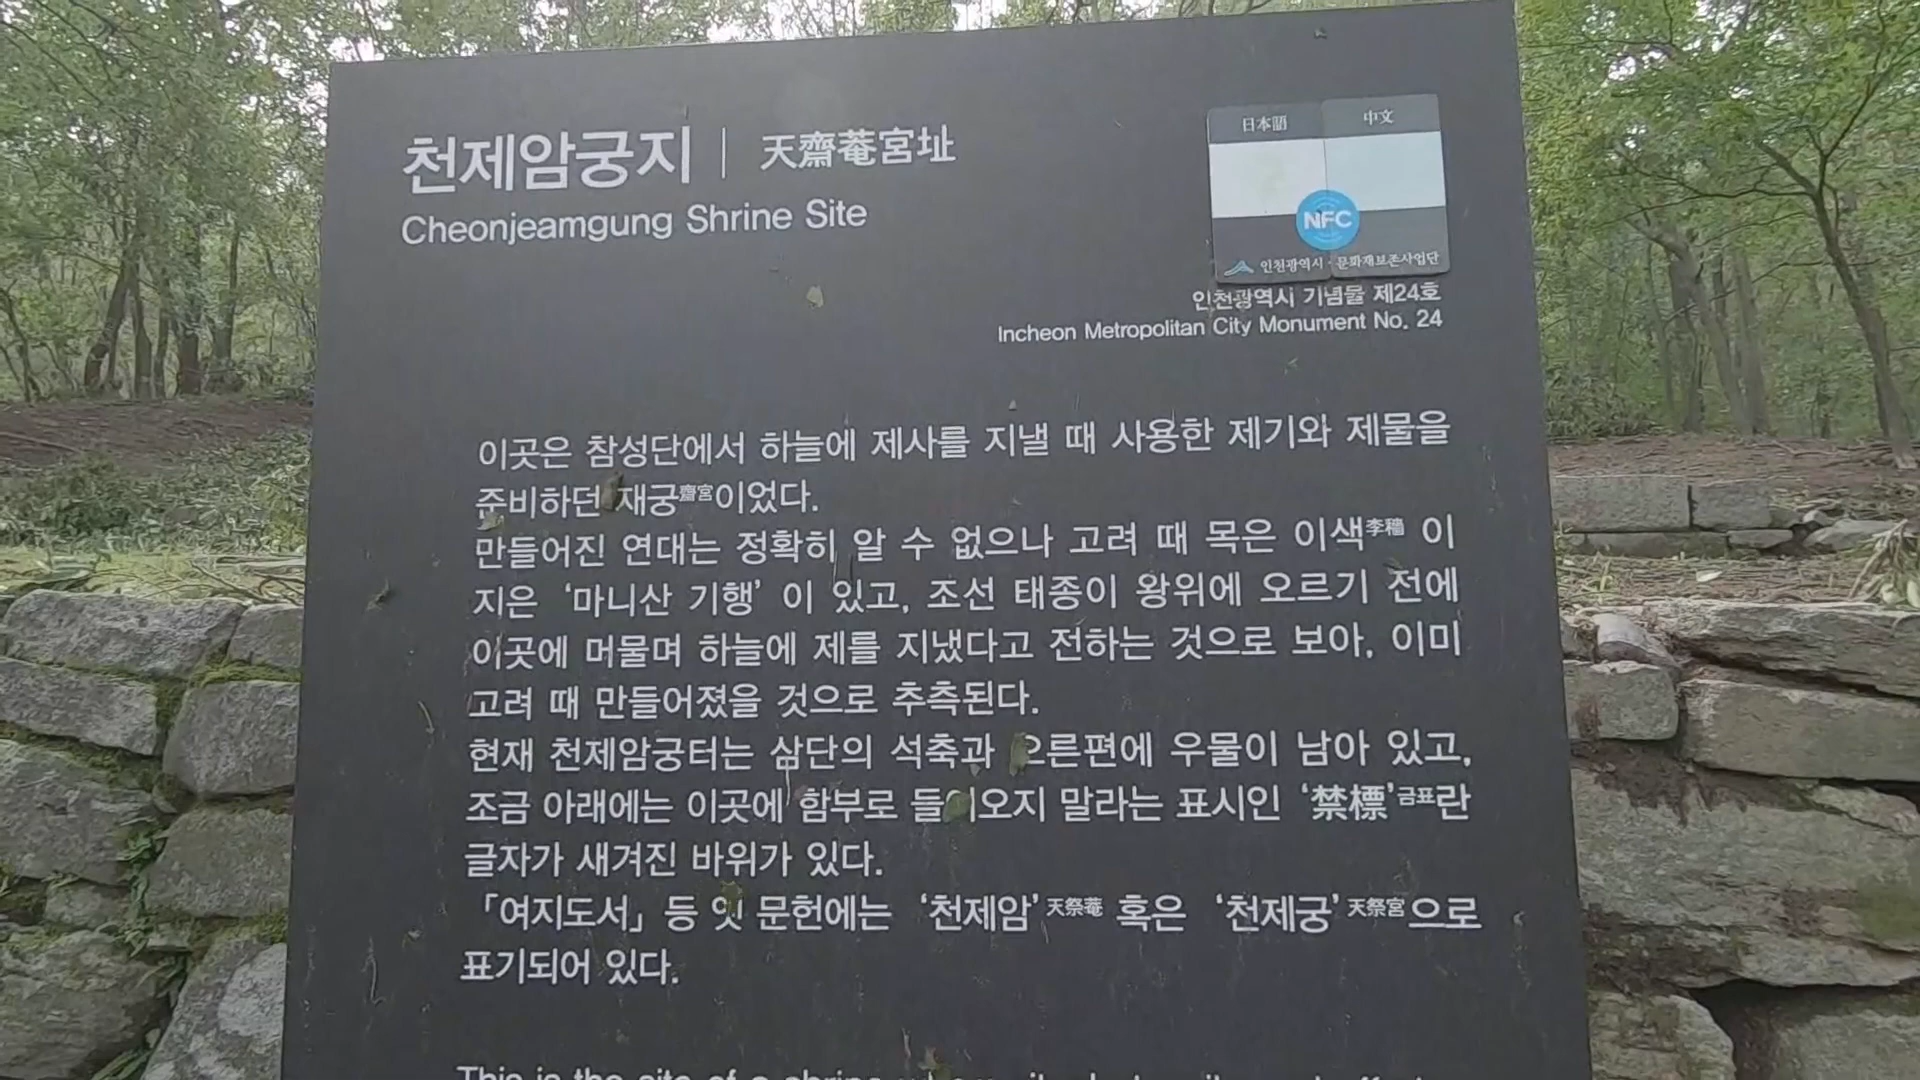 천제암궁지 | 天齋菴宮址
Cheonjeamgung Shrine Site
日本語 中文
NFC
인천광역시 · 문화재보존사업단
인천광역시 기념물 제24호
Incheon Metropolitan City Monument No. 24
이곳은 참성단에서 하늘에 제사를 지낼 때 사용한 제기와 제물을
준비하던 재궁齋宮이었다.
만들어진 연대는 정확히 알 수 없으나 고려 때 목은 이색李穡 이
지은 ‘마니산 기행’ 이 있고, 조선 태종이 왕위에 오르기 전에
이곳에 머물며 하늘에 제를 지냈다고 전하는 것으로 보아, 이미
고려 때 만들어졌을 것으로 추측된다.
현재 천제암궁터는 삼단의 석축과 오른편에 우물이 남아 있고,
조금 아래에는 이곳에 함부로 들어오지 말라는 표시인 ‘禁標’금표란
글자가 새겨진 바위가 있다.
「여지도서」 등 옛 문헌에는 ‘천제암’天祭菴 혹은 ‘천제궁’天祭宮으로
표기되어 있다.
This is the site of a shrine